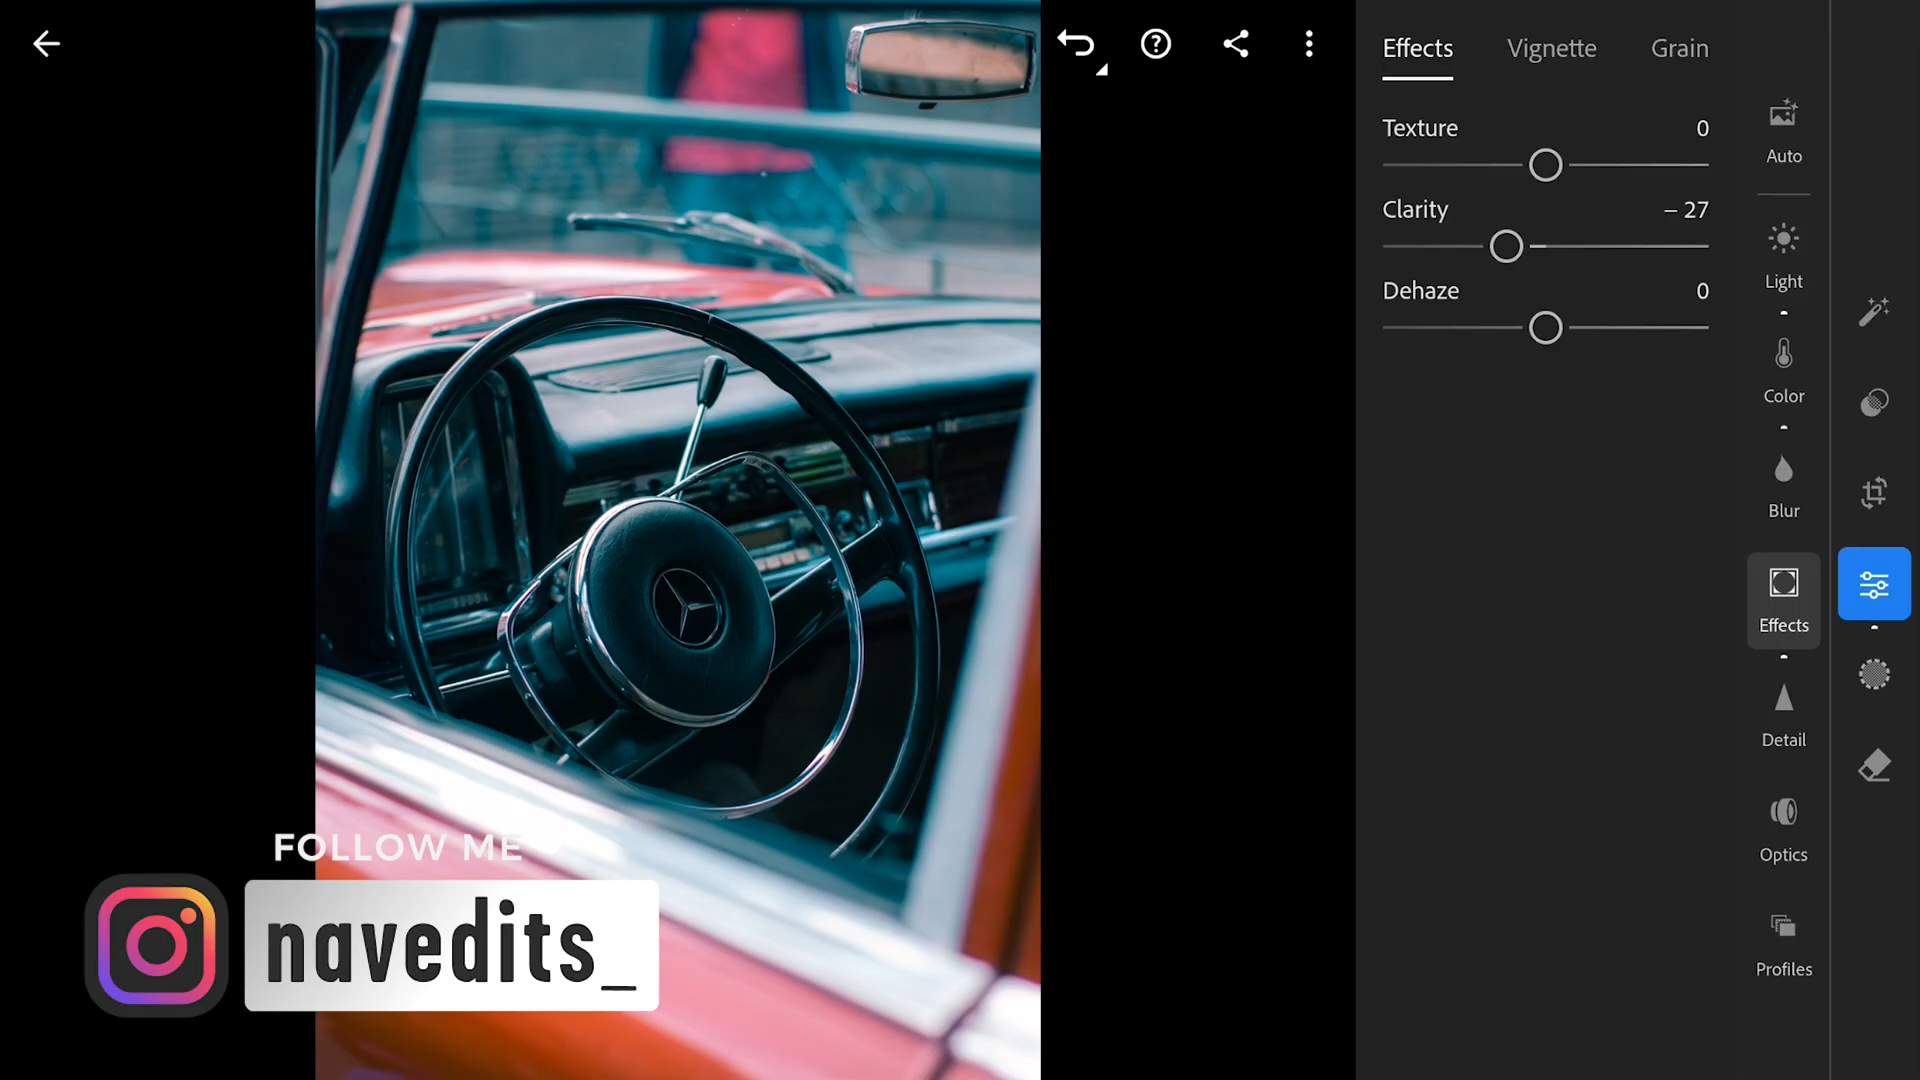 Effects Vignette Grain
Texture 0
Clarity – 27
Dehaze 0
Auto
Light
Color
Blur
Effects
Detail
Optics
Profiles
FOLLOW ME
navedits_